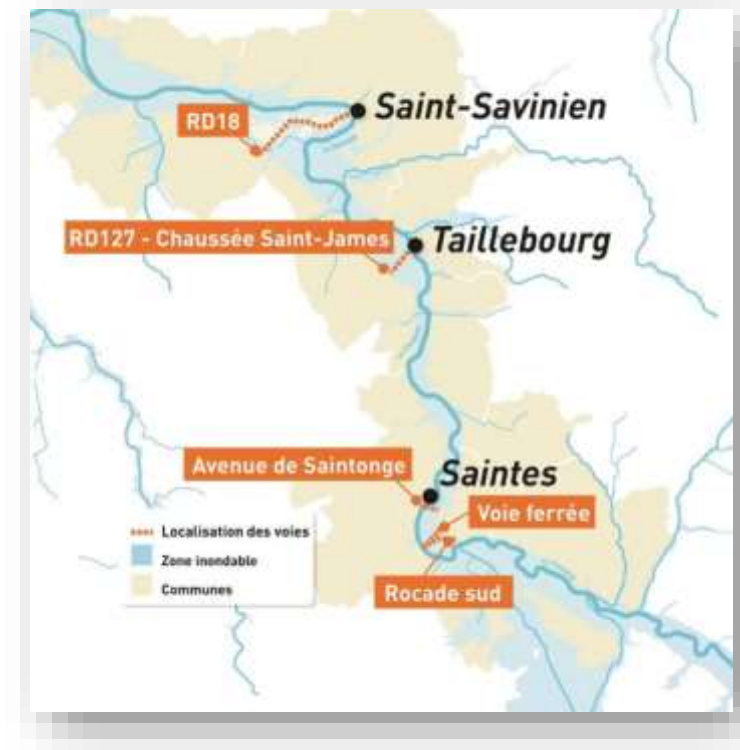 Saint-Savinien
RD18
RD127 - Chaussée Saint-James
Taillebourg
Avenue de Saintonge
Saintes
Voie ferrée
Localisation des voies
Zone inondable
Communes
Rocade sud